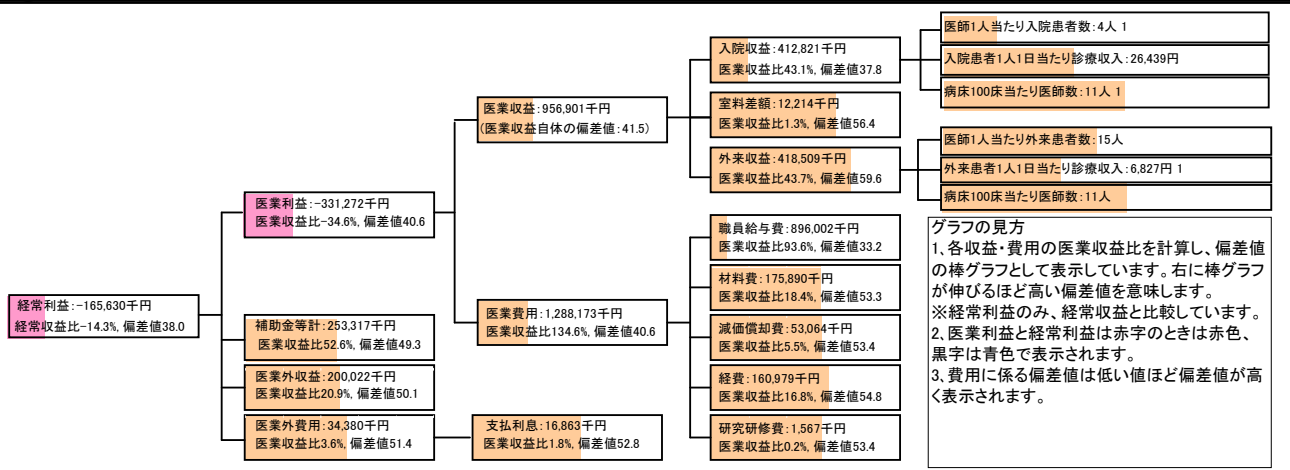 経常利益:-165,630千円
経常収益比-14.3%, 偏差値38.0
医業利益:-331,272千円
医業収益比-34.6%, 偏差値40.6
補助金等計:253,317千円
医業収益比52.6%, 偏差値49.3
医業外収益:200,022千円
医業収益比20.9%, 偏差値50.1
医業外費用:34,380千円
医業収益比3.6%, 偏差値51.4
医業収益:956,901千円
(医業収益自体の偏差値:41.5)
医業費用:1,288,173千円
医業収益比134.6%, 偏差値40.6
支払利息:16,863千円
医業収益比1.8%, 偏差値52.8
入院収益:412,821千円
医業収益比43.1%, 偏差値37.8
室料差額:12,214千円
医業収益比1.3%, 偏差値56.4
外来収益:418,509千円
医業収益比43.7%, 偏差値59.6
職員給与費:896,002千円
医業収益比93.6%, 偏差値33.2
材料費:175,890千円
医業収益比18.4%, 偏差値53.3
減価償却費:53,064千円
医業収益比5.5%, 偏差値53.4
経費:160,979千円
医業収益比16.8%, 偏差値54.8
研究研修費:1,567千円
医業収益比0.2%, 偏差値53.4
医師1人当たり入院患者数:4人 1
入院患者1人1日当たり診療収入:26,439円
病床100床当たり医師数:11人 1
医師1人当たり外来患者数:15人
外来患者1人1日当たり診療収入:6,827円 1
病床100床当たり医師数:11人
グラフの見方
1、各収益・費用の医業収益比を計算し、偏差値
の棒グラフとして表示しています。右に棒グラフ
が伸びるほど高い偏差値を意味します。
※経常利益のみ、経常収益と比較しています。
2、医業利益と経常利益は赤字のときは赤色、
黒字は青色で表示されます。
3、費用に係る偏差値は低い値ほど偏差値が高
く表示されます。